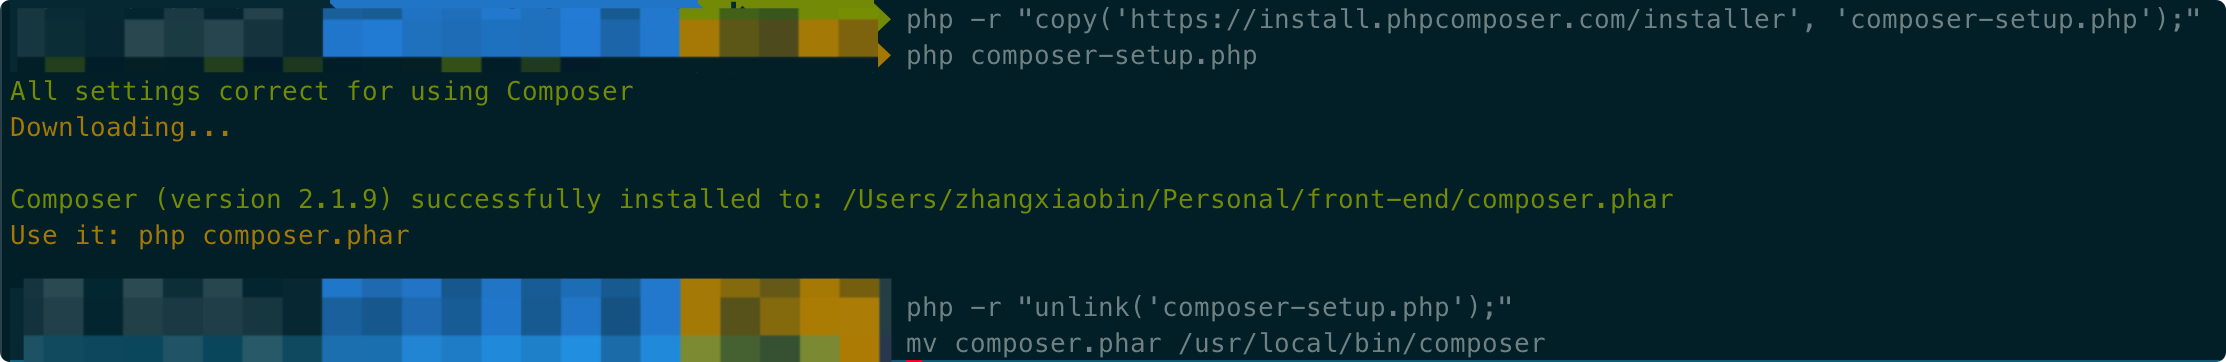 php -r "copy('https://install.phpcomposer.com/installer', 'composer-setup.php');"
php composer-setup.php
All settings correct for using Composer
Downloading...
Composer (version 2.1.9) successfully installed to: /Users/zhangxiaobin/Personal/front-end/composer.phar
Use it: php composer.phar
php -r "unlink('composer-setup.php');"
mv composer.phar /usr/local/bin/composer